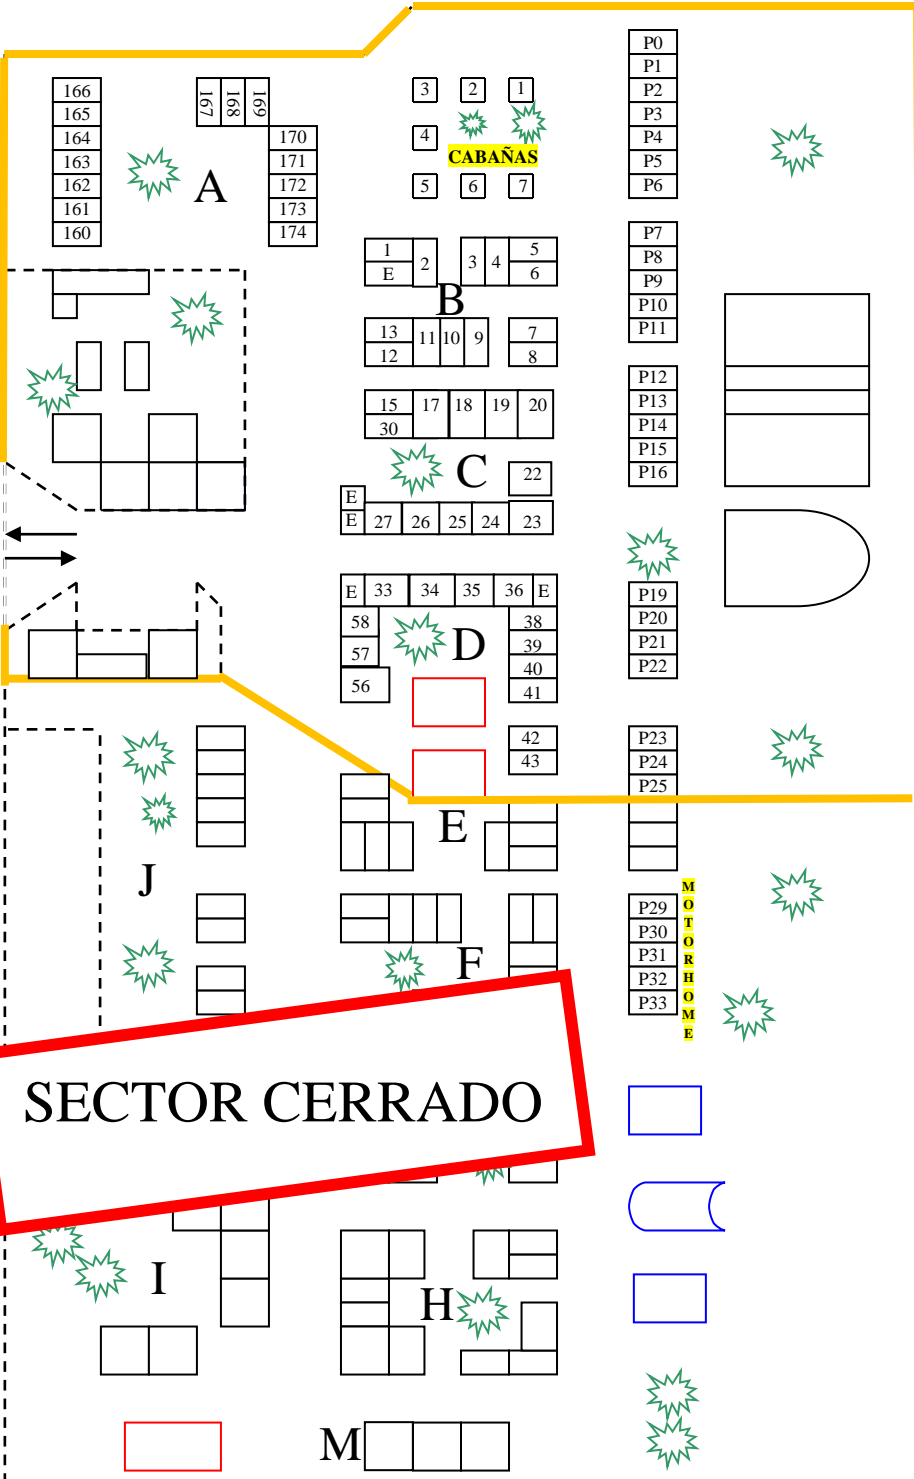 166
165
164
163
162
161
160
167
168
169
170
171
172
173
174
A
3
2
1
4
CABAÑAS
5
6
7
1
E
2
3
4
5
6
B
13
12
11
10
9
7
8
15
30
17
18
19
20
C
22
E
E
27
26
25
24
23
E
33
34
35
36
E
58
57
56
D
38
39
40
41
42
43
E
J
F
P0
P1
P2
P3
P4
P5
P6
P7
P8
P9
P10
P11
P12
P13
P14
P15
P16
P19
P20
P21
P22
P23
P24
P25
P29
P30
P31
P32
P33
MOTORHOME
SECTOR CERRADO
I
H
M